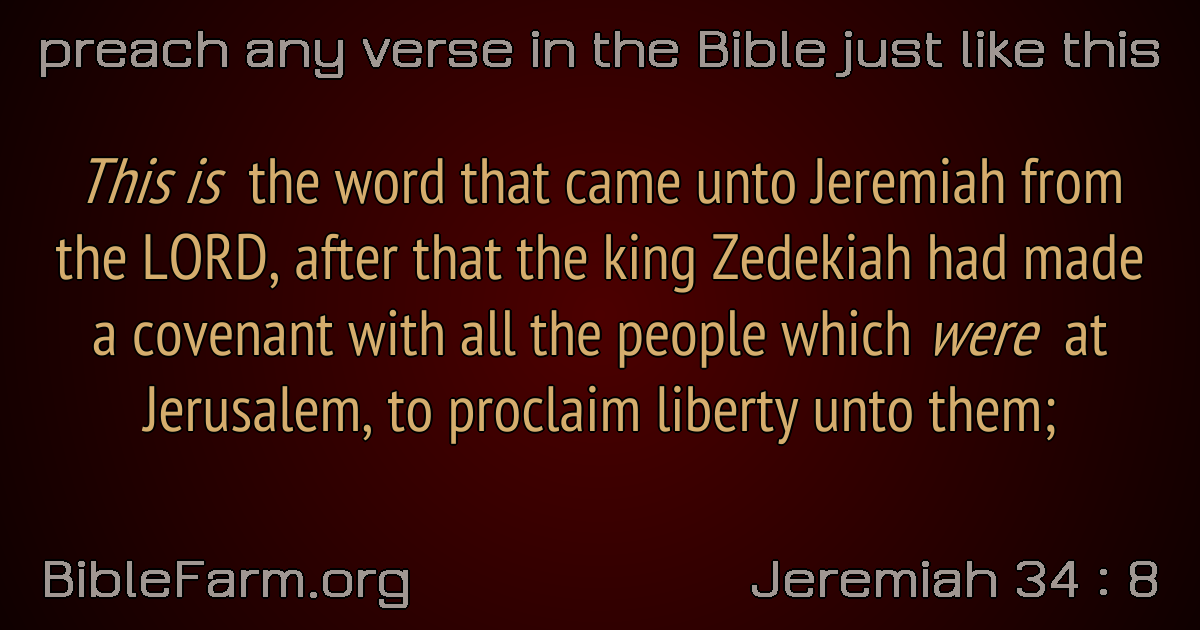 preach any verse in the Bible just like this
This is the word that came unto Jeremiah from
the LORD, after that the king Zedekiah had made
a covenant with all the people which were at
Jerusalem, to proclaim liberty unto them;
BibleFarm.org
Jeremiah 34 : 8